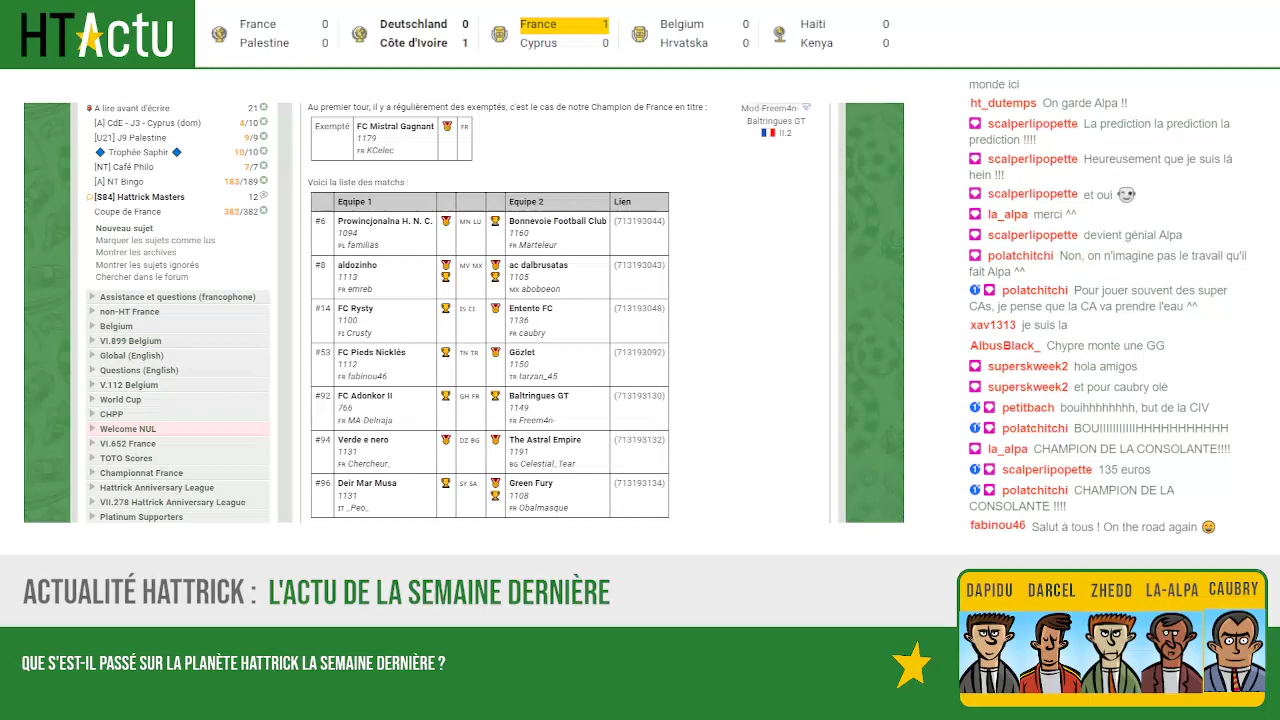 HTActu
France 0
Palestine 0
Deutschland 0
Côte d'Ivoire 1
France 1
Cyprus 0
Belgium 0
Hrvatska 0
Haiti 0
Kenya 0
A lire avant d'écrire 21
[A] CdE - J3 - Cyprus (dom) 4/10
[U21] J9 Palestine 9/9
Trophée Saphir 10/10
[NT] Café Philo 7/7
[A] NT Bingo 183/189
[S84] Hattrick Masters 12
Coupe de France 382/382
Nouveau sujet
Marquer les sujets comme lus
Montrer les archives
Montrer les sujets ignorés
Chercher dans le forum
Assistance et questions (francophone)
non-HT France
Belgium
VI.899 Belgium
Global (English)
Questions (English)
V.112 Belgium
World Cup
CHPP
Welcome NUL
VI.652 France
TOTO Scores
Championnat France
Hattrick Anniversary League
VII.278 Hattrick Anniversary League
Platinum Supporters
Au premier tour, il y a régulièrement des exemptés, c'est le cas de notre Champion de France en titre :
Exempté FC Mistral Gagnant FR
1179
FR KCelec
Voici la liste des matchs :
Equipe 1 Equipe 2 Lien
#6 Prowincjonalna H. N. C. MN LU Bonnevoie Football Club (713193044)
1094 1160
PL familias FR Marteleur
#8 aldozinho MV MX ac dalbrusatas (713193043)
1113 1105
FR emreb MX aboboeon
#14 FC Rysty IS CI Entente FC (713193048)
1100 1136
FI Crusty FR caubry
#53 FC Pieds Nicklés TN TR Gözlet (713193092)
1112 1150
FR fabinou46 TR tarzan_45
#92 FC Adonkor II GH FR Baltringues GT (713193130)
766 1149
FR MA-Delnaja FR Freem4n-
#94 Verde e nero DZ BG The Astral Empire (713193132)
1131 1191
FR Chercheur_ BG Celestial_Tear
#96 Deir Mar Musa SY SA Green Fury (713193134)
1131 1108
IT _Peo_ FR Obalmasque
Mod-Freem4n-
Baltringues GT
II.2
monde ici
ht_dutemps On garde Alpa !!
scalperlipopette La prediction la prediction la
prediction !!!!
scalperlipopette Heureusement que je suis là
hein !!!
scalperlipopette et oui
la_alpa merci ^^
scalperlipopette devient génial Alpa
polatchitchi Non, on n'imagine pas le travail qu'il
fait Alpa ^^
polatchitchi Pour jouer souvent des super
CAs, je pense que la CA va prendre l'eau ^^
xav1313 je suis la
AlbusBlack_ Chypre monte une GG
superskweek2 hola amigos
superskweek2 et pour caubry olé
petitbach bouihhhhhhh, but de la CIV
polatchitchi BOUIIIIIIIIIIIHHHHHHHHHHH
la_alpa CHAMPION DE LA CONSOLANTE!!!!
scalperlipopette 135 euros
polatchitchi CHAMPION DE LA
CONSOLANTE !!!!
fabinou46 Salut à tous ! On the road again
ACTUALITÉ HATTRICK : L'ACTU DE LA SEMAINE DERNIÈRE
QUE S'EST-IL PASSÉ SUR LA PLANÈTE HATTRICK LA SEMAINE DERNIÈRE ?
DAPIDU DARCEL ZHEDD LA-ALPA CAUBRY